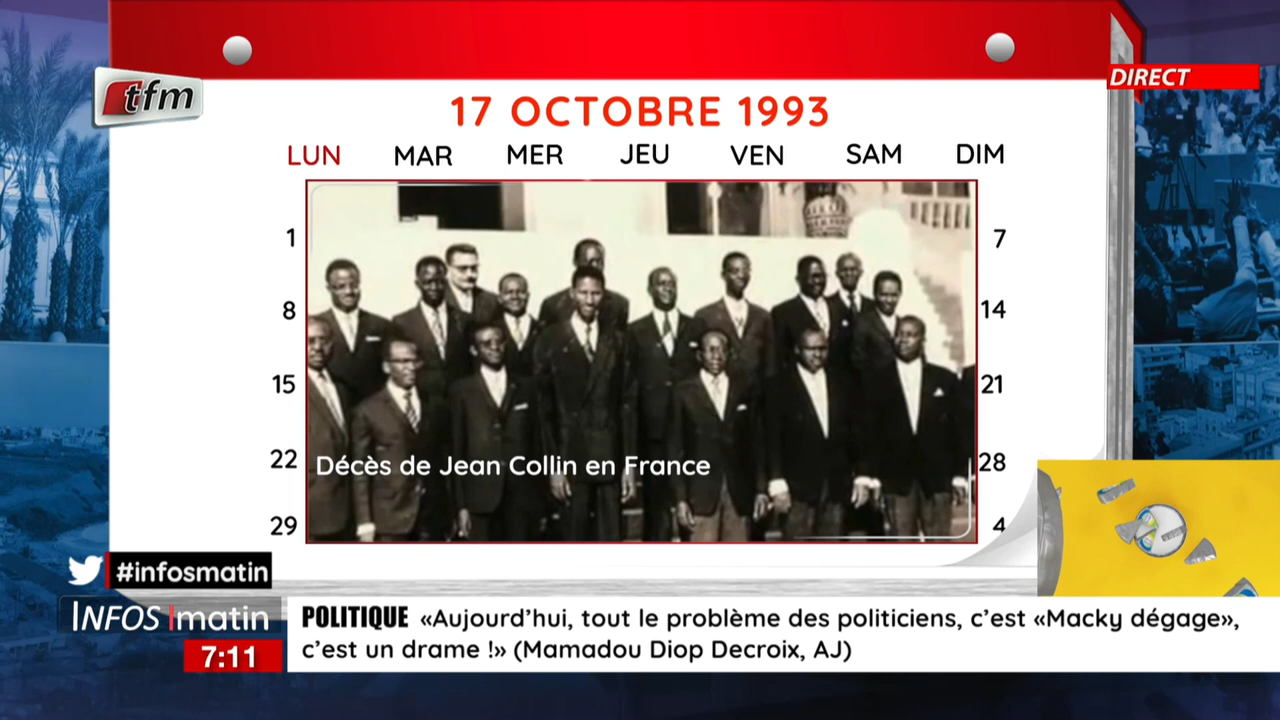 tfm
DIRECT
17 OCTOBRE 1993
LUN MAR MER JEU VEN SAM DIM
1 7
8 14
15 21
22 28
29 4
Décès de Jean Collin en France
#infosmatin
INFOS matin
7:11
POLITIQUE «Aujourd'hui, tout le problème des politiciens, c'est «Macky dégage»,
c'est un drame !» (Mamadou Diop Decroix, AJ)